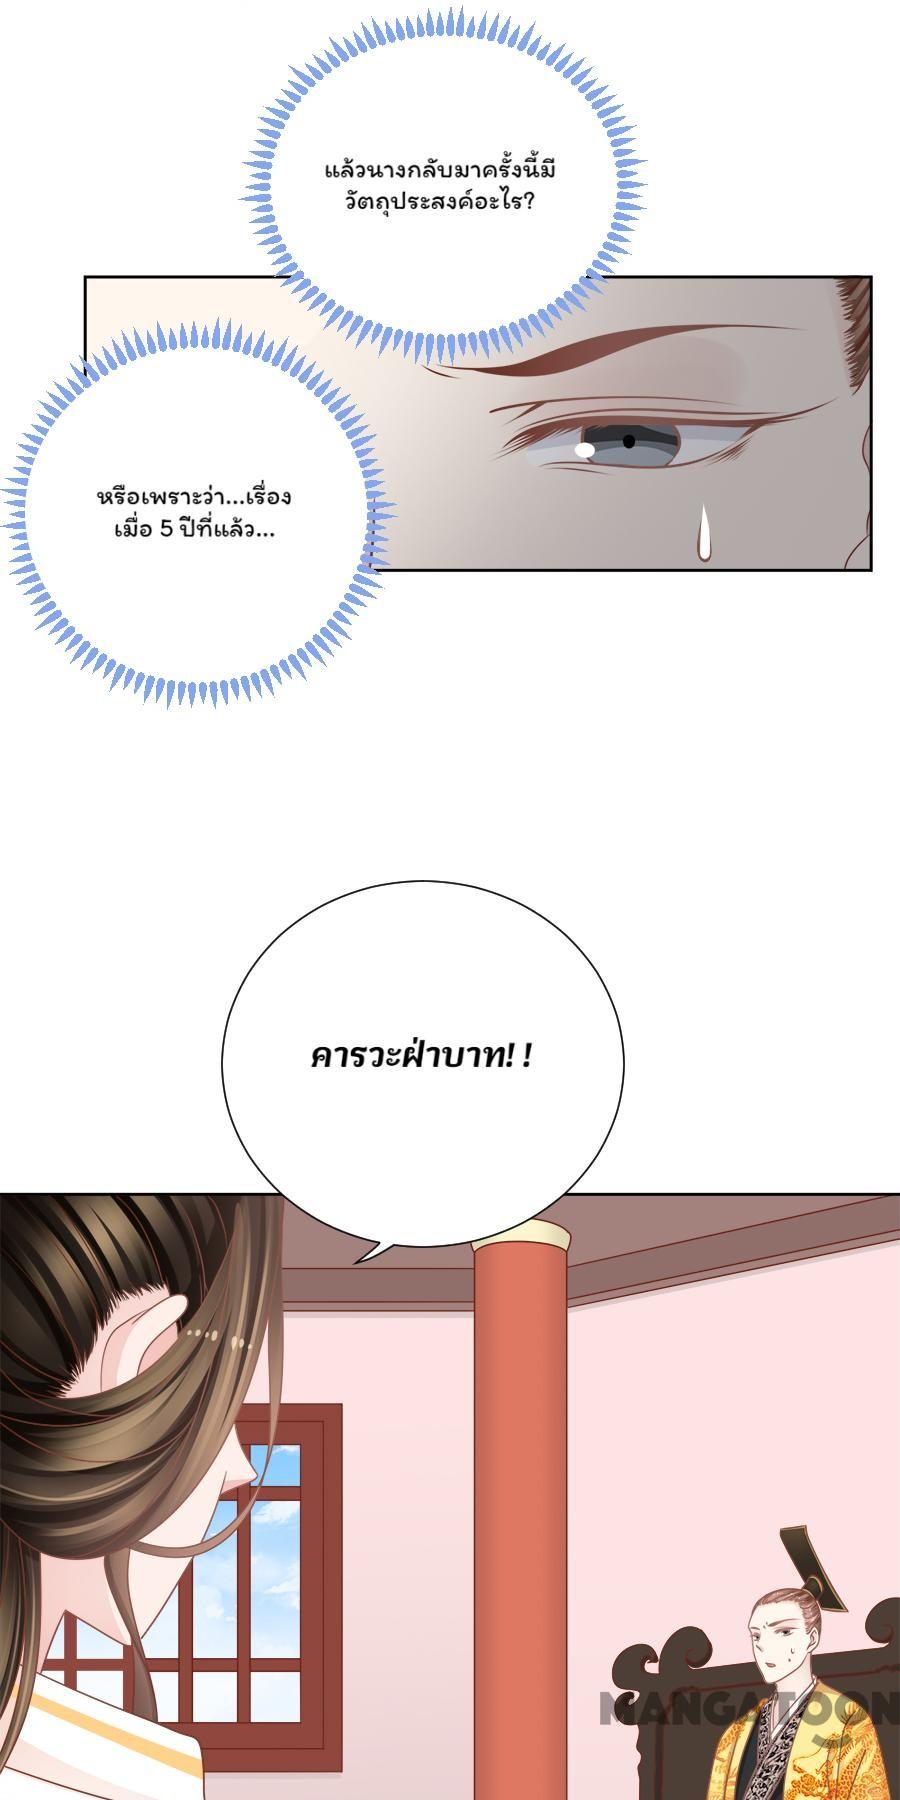 แล้วนางกลับมาครั้งนี้มี
วัตถุประสงค์อะไร?
หรือเพราะว่า...เรื่อง
เมื่อ 5 ปีที่แล้ว...
คารวะฝ่าบาท!!
MANGATOON